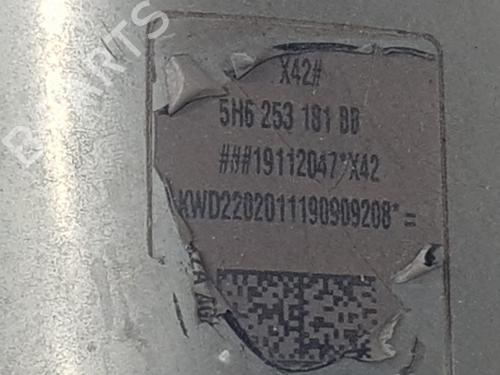 X42#
5H6 253 181 BB
###19112047*X42
KWD2202011190909208*=